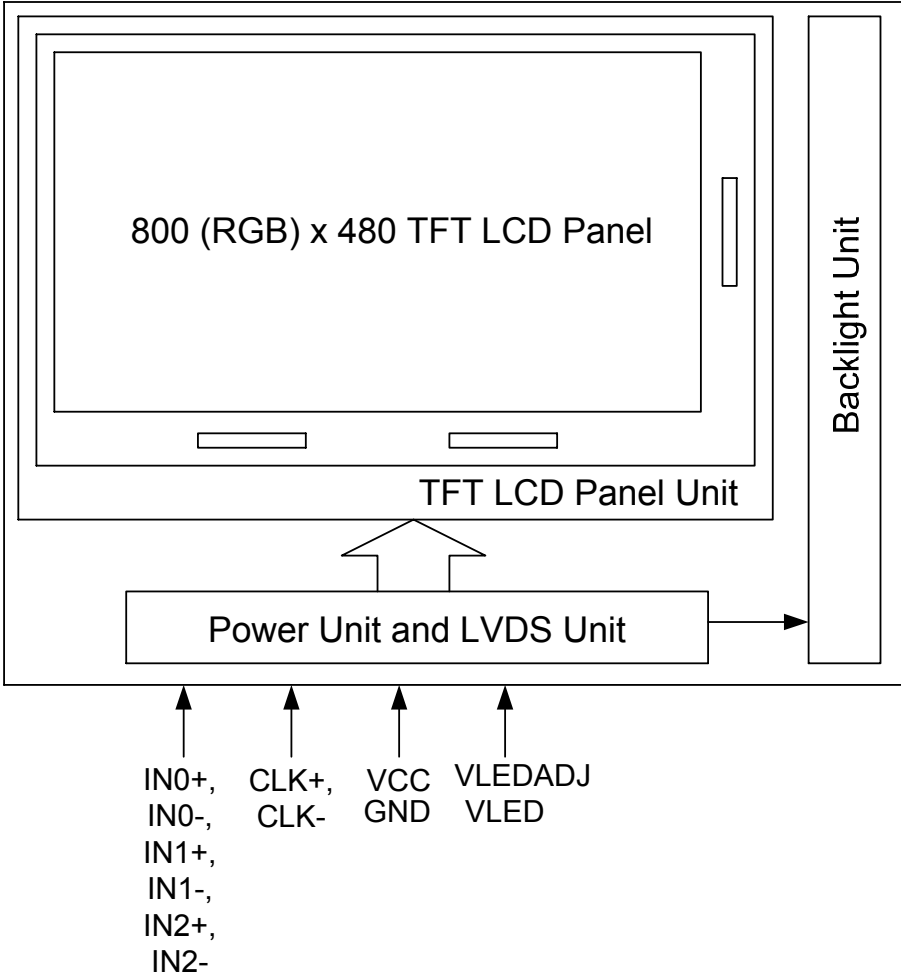 800 (RGB) x 480 TFT LCD Panel
Backlight Unit
TFT LCD Panel Unit
Power Unit and LVDS Unit
IN0+,
IN0-,
IN1+,
IN1-,
IN2+,
IN2-
CLK+,
CLK-
VCC
GND
VLEDADJ
VLED